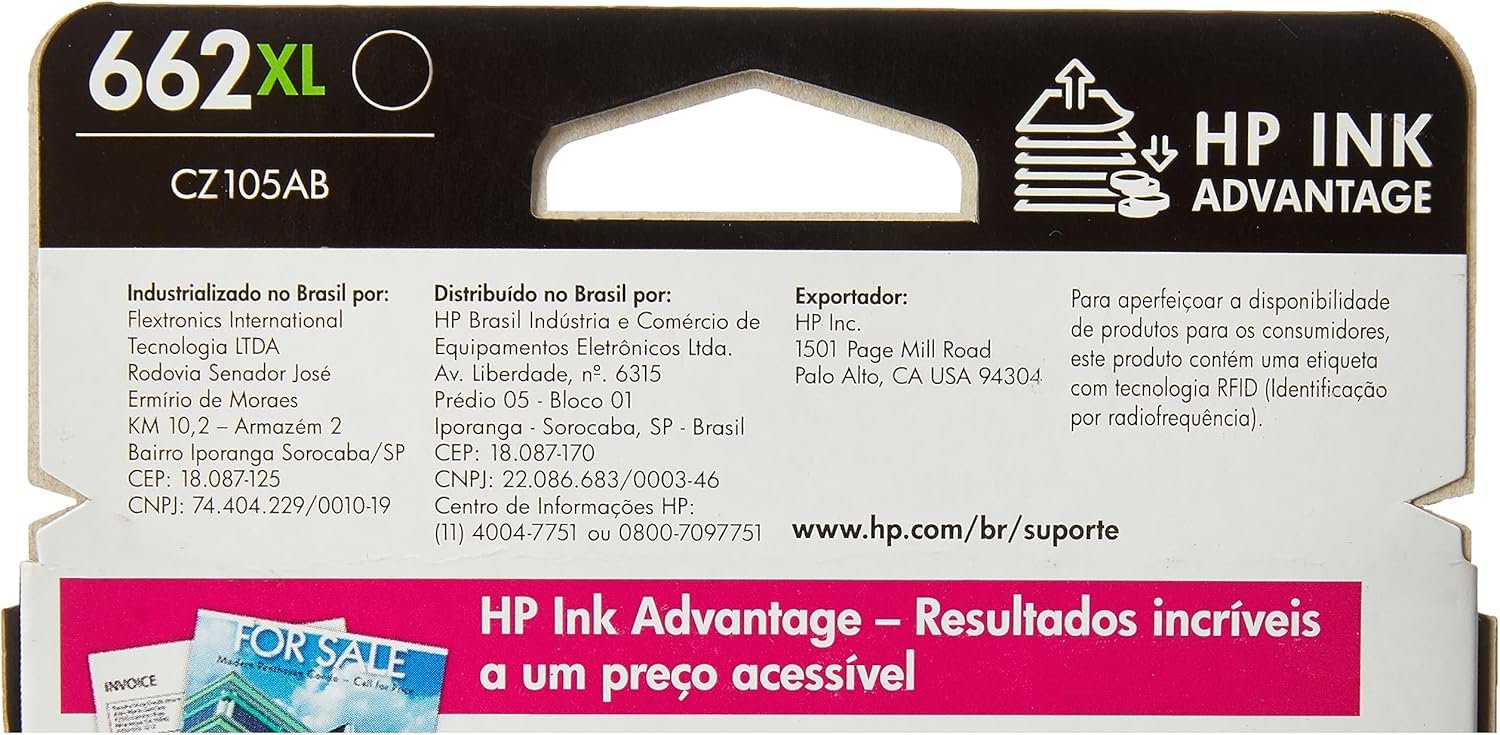 662XL
CZ105AB
HP INK
ADVANTAGE
Industrializado no Brasil por:
Flextronics International
Tecnologia LTDA
Rodovia Senador José
Ermírio de Moraes
KM 10,2 – Armazém 2
Bairro Iporanga Sorocaba/SP
CEP: 18.087-125
CNPJ: 74.404.229/0010-19
Distribuído no Brasil por:
HP Brasil Indústria e Comércio de
Equipamentos Eletrônicos Ltda.
Av. Liberdade, nº. 6315
Prédio 05 - Bloco 01
Iporanga - Sorocaba, SP - Brasil
CEP: 18.087-170
CNPJ: 22.086.683/0003-46
Centro de Informações HP:
(11) 4004-7751 ou 0800-7097751
Exportador:
HP Inc.
1501 Page Mill Road
Palo Alto, CA USA 94304
www.hp.com/br/suporte
Para aperfeiçoar a disponibilidade
de produtos para os consumidores,
este produto contém uma etiqueta
com tecnologia RFID (Identificação
por radiofrequência).
HP Ink Advantage – Resultados incríveis
a um preço acessível
FOR SALE
Modern Penthouse Condo – Call for Price
INVOICE